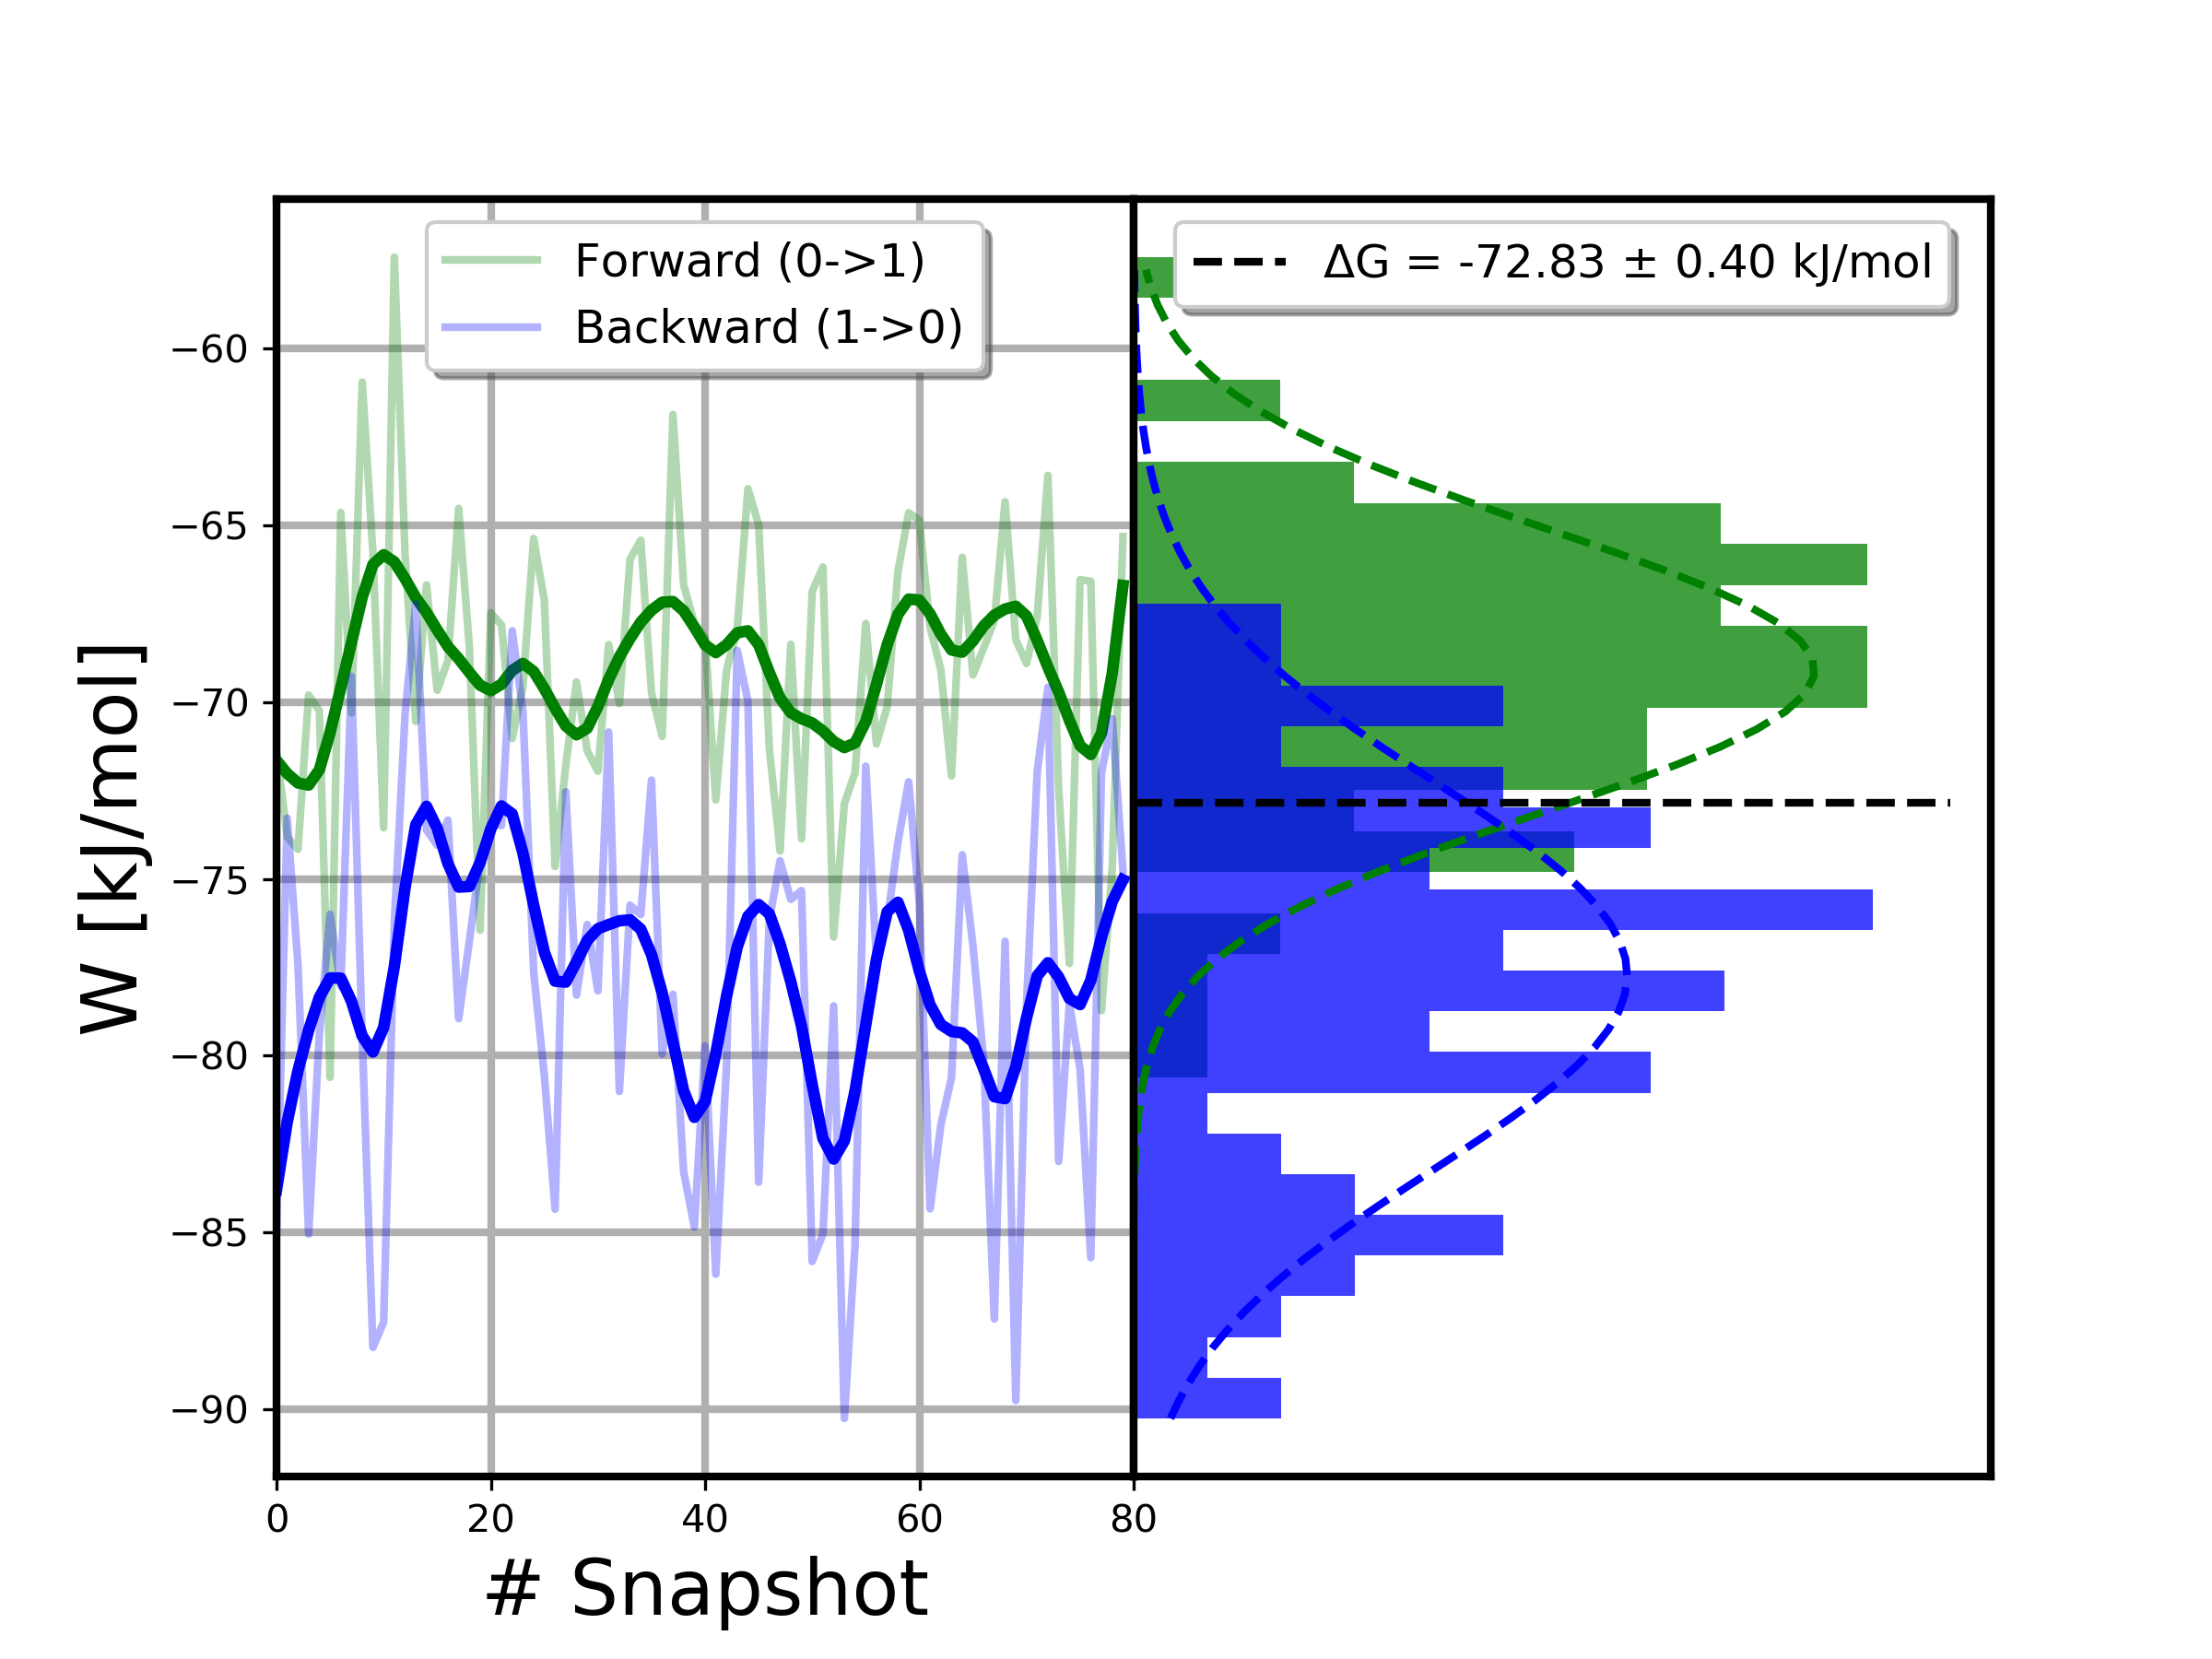 Forward (0->1)
Backward (1->0)
ΔG = -72.83 ± 0.40 kJ/mol
−60
−65
−70
−75
−80
−85
−90
W [kJ/mol]
0 20 40 60 80
# Snapshot